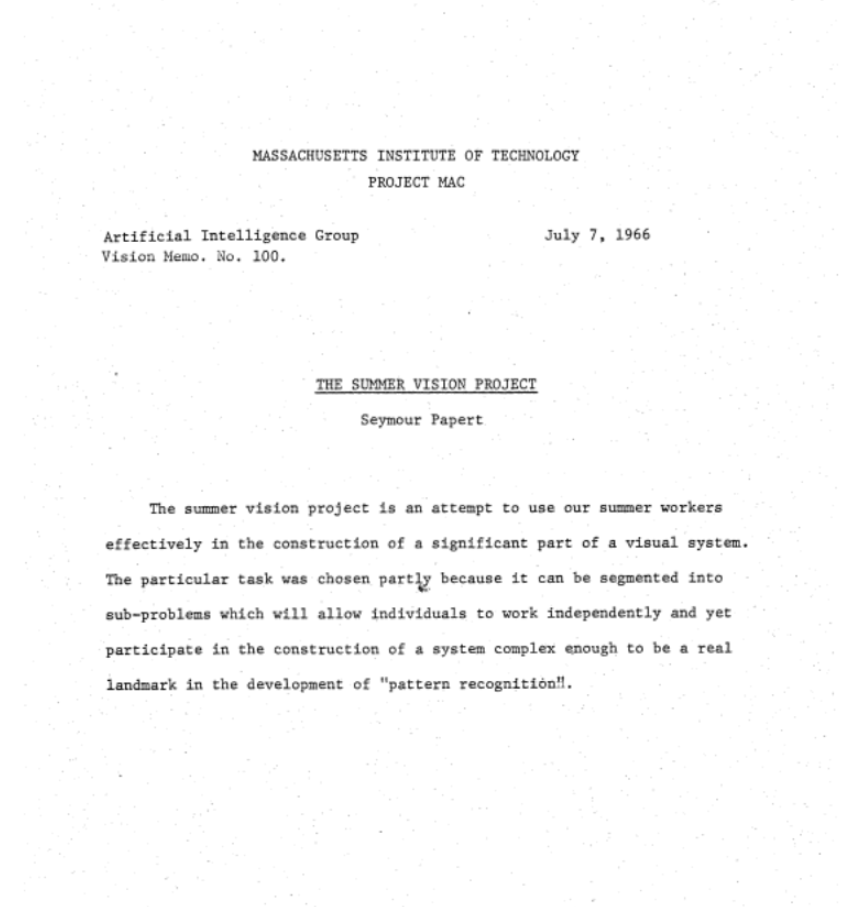 MASSACHUSETTS INSTITUTE OF TECHNOLOGY
PROJECT MAC
Artificial Intelligence Group July 7, 1966
Vision Memo. No. 100.
THE SUMMER VISION PROJECT
Seymour Papert
The summer vision project is an attempt to use our summer workers
effectively in the construction of a significant part of a visual system.
The particular task was chosen partly because it can be segmented into
sub-problems which will allow individuals to work independently and yet
participate in the construction of a system complex enough to be a real
landmark in the development of "pattern recognition".